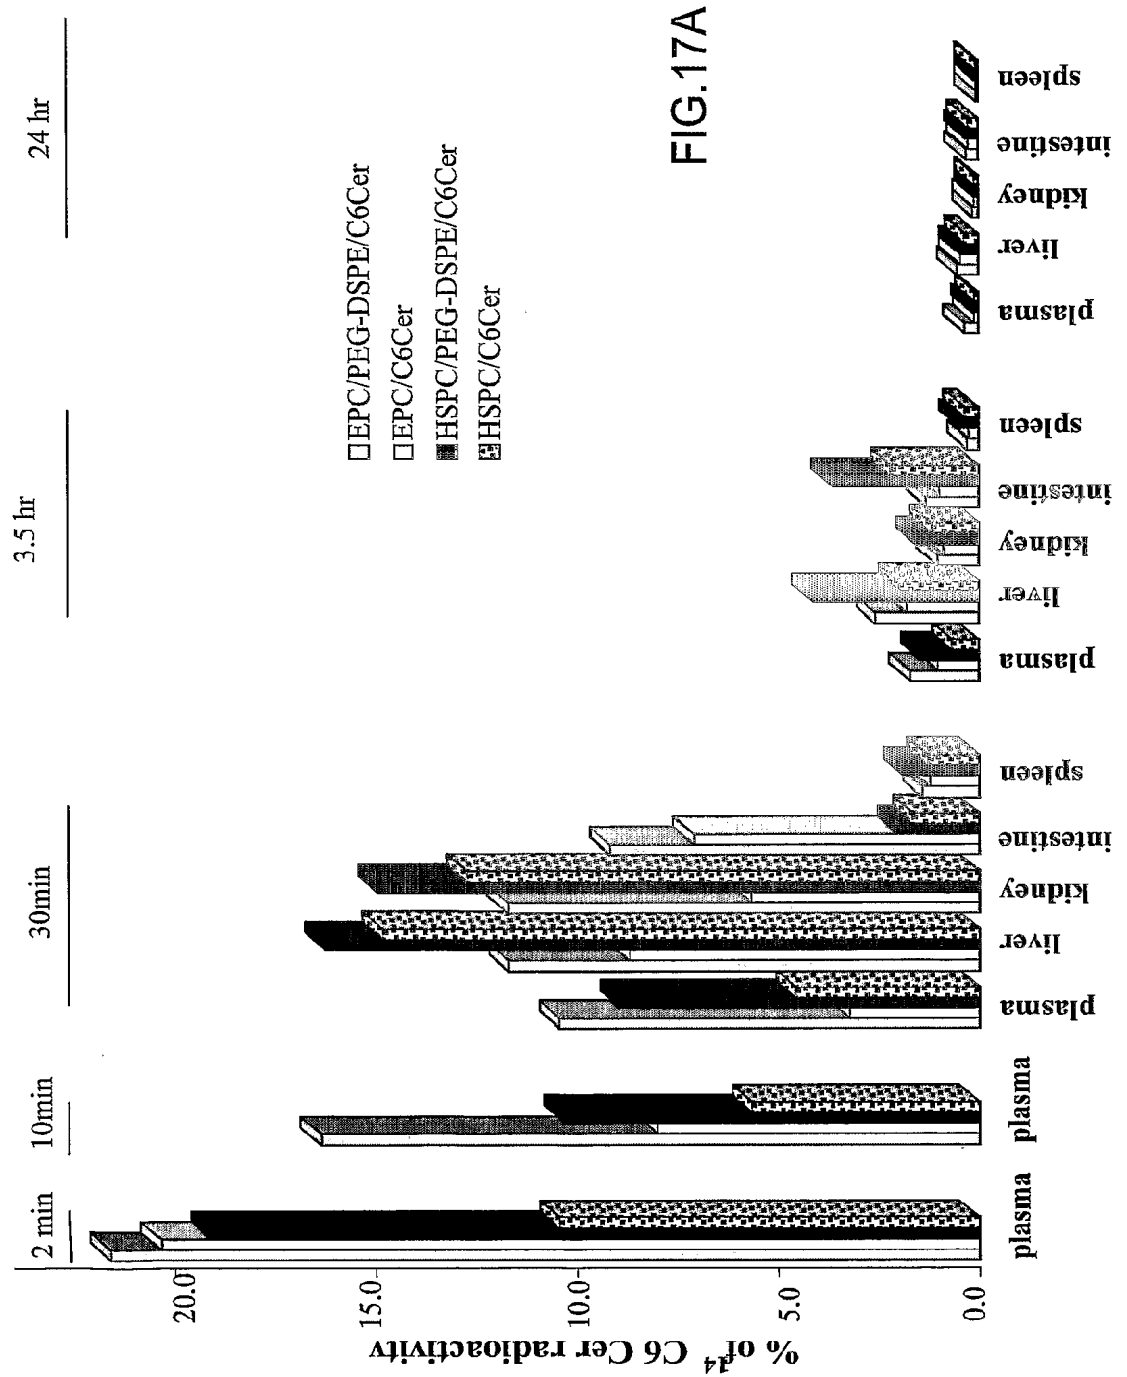 2 min
10min
30min
3.5 hr
24 hr
EPC/PEG-DSPE/C6Cer
EPC/C6Cer
HSPC/PEG-DSPE/C6Cer
HSPC/C6Cer
FIG.17A
% of 14 C6 Cer radioactivity
20.0
15.0
10.0
5.0
0.0
plasma
plasma
plasma
liver
kidney
intestine
spleen
plasma
liver
kidney
intestine
spleen
plasma
liver
kidney
intestine
spleen